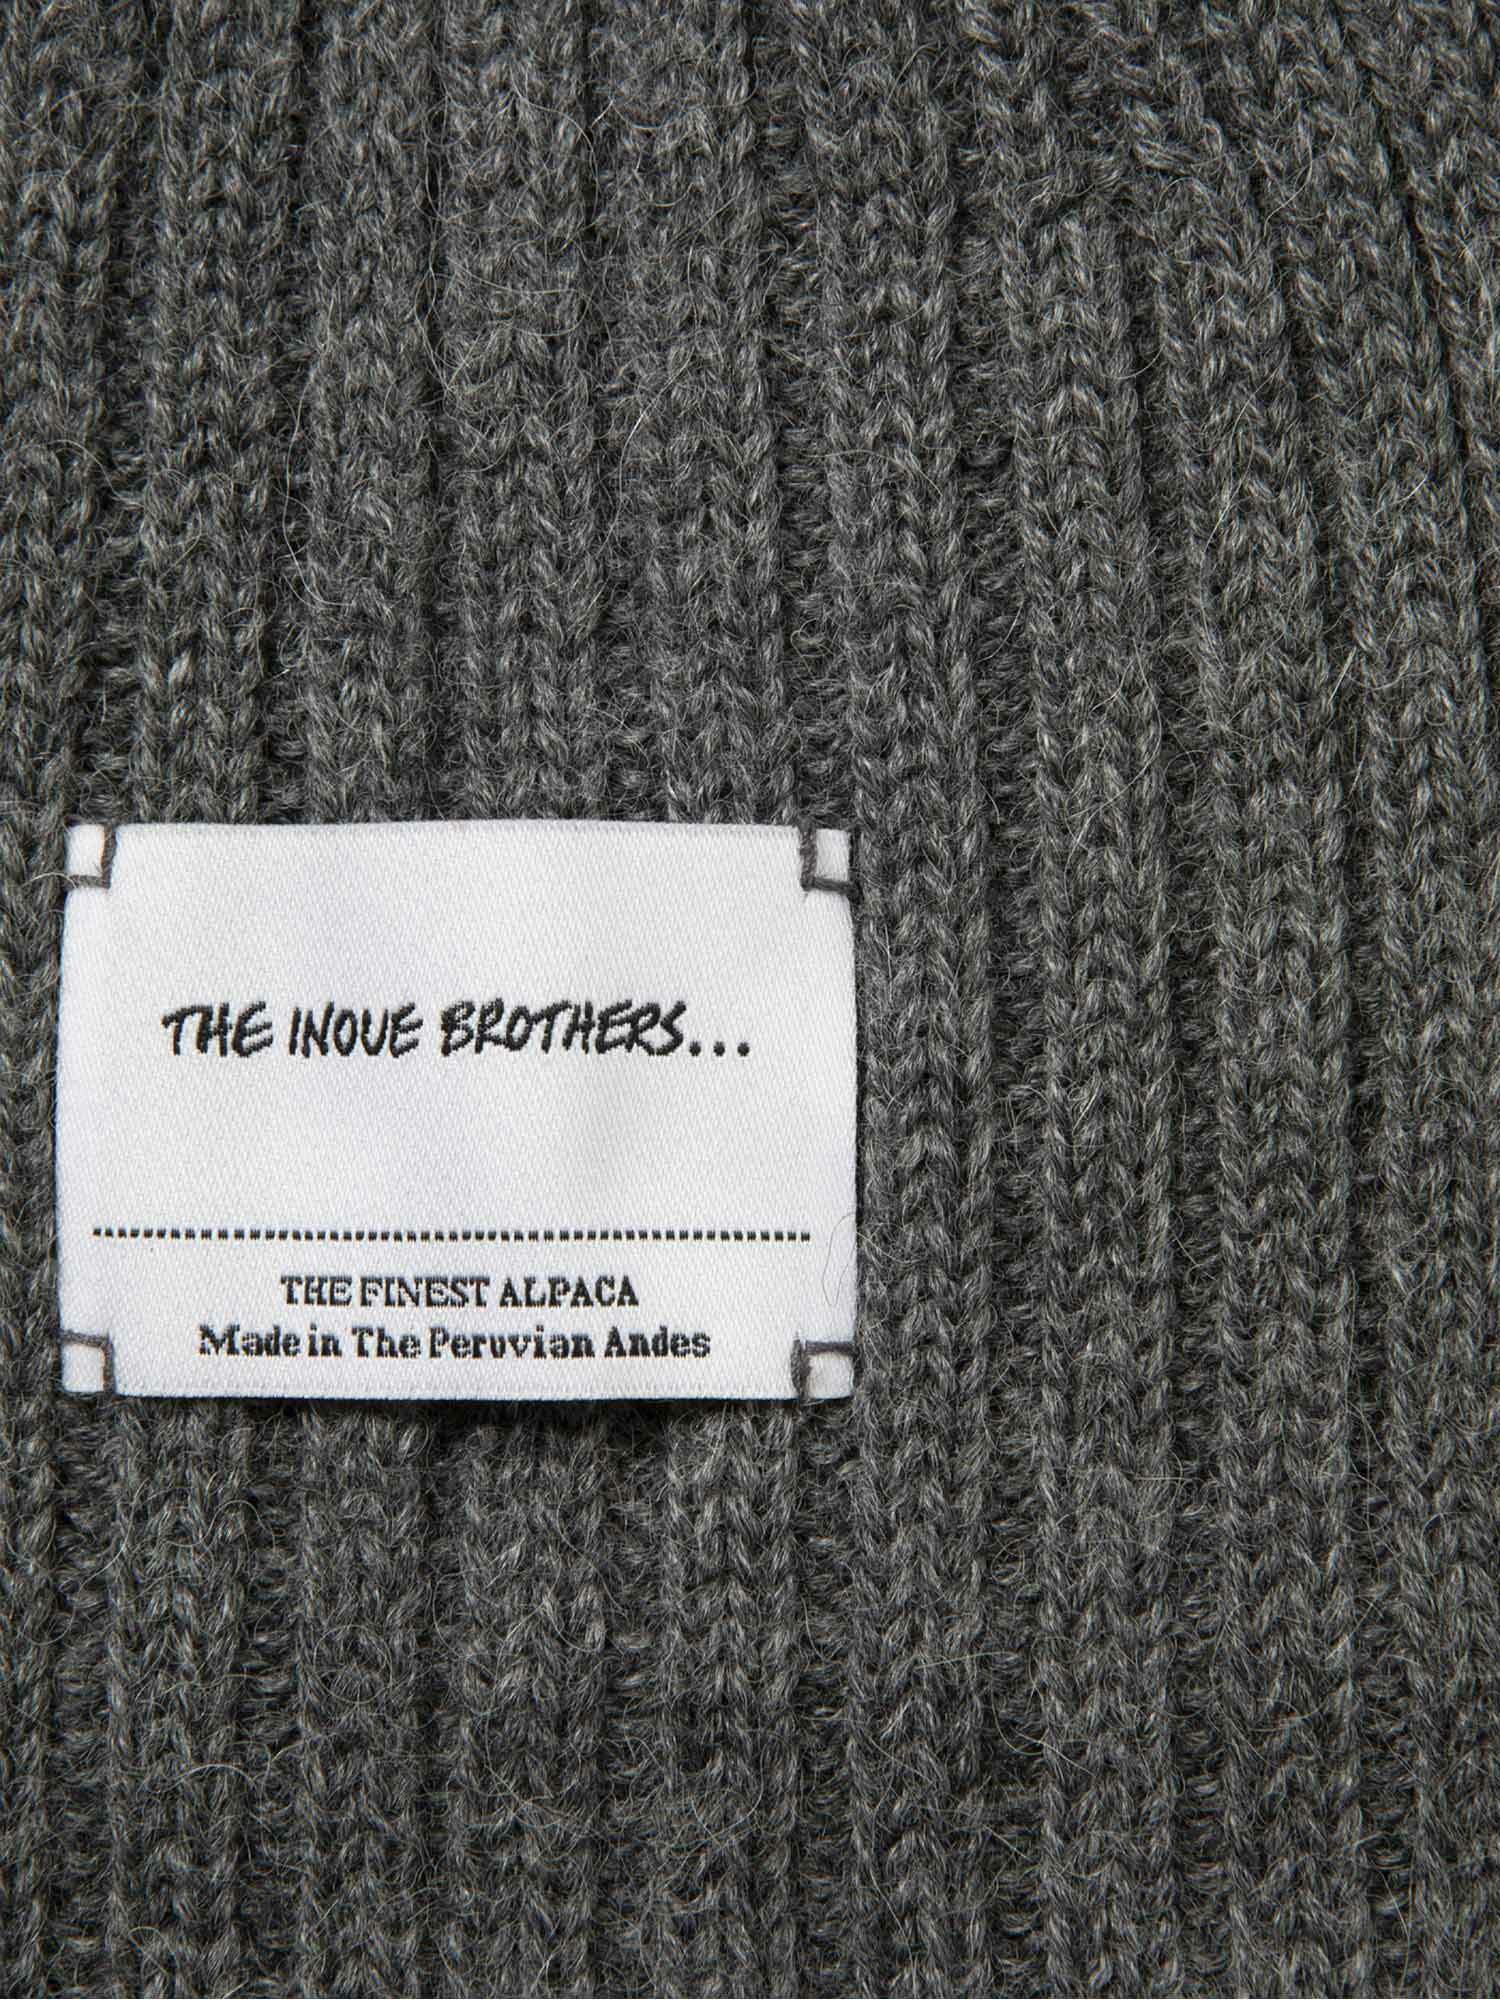 THE INOUE BROTHERS...
THE FINEST ALPACA
Made in The Peruvian Andes